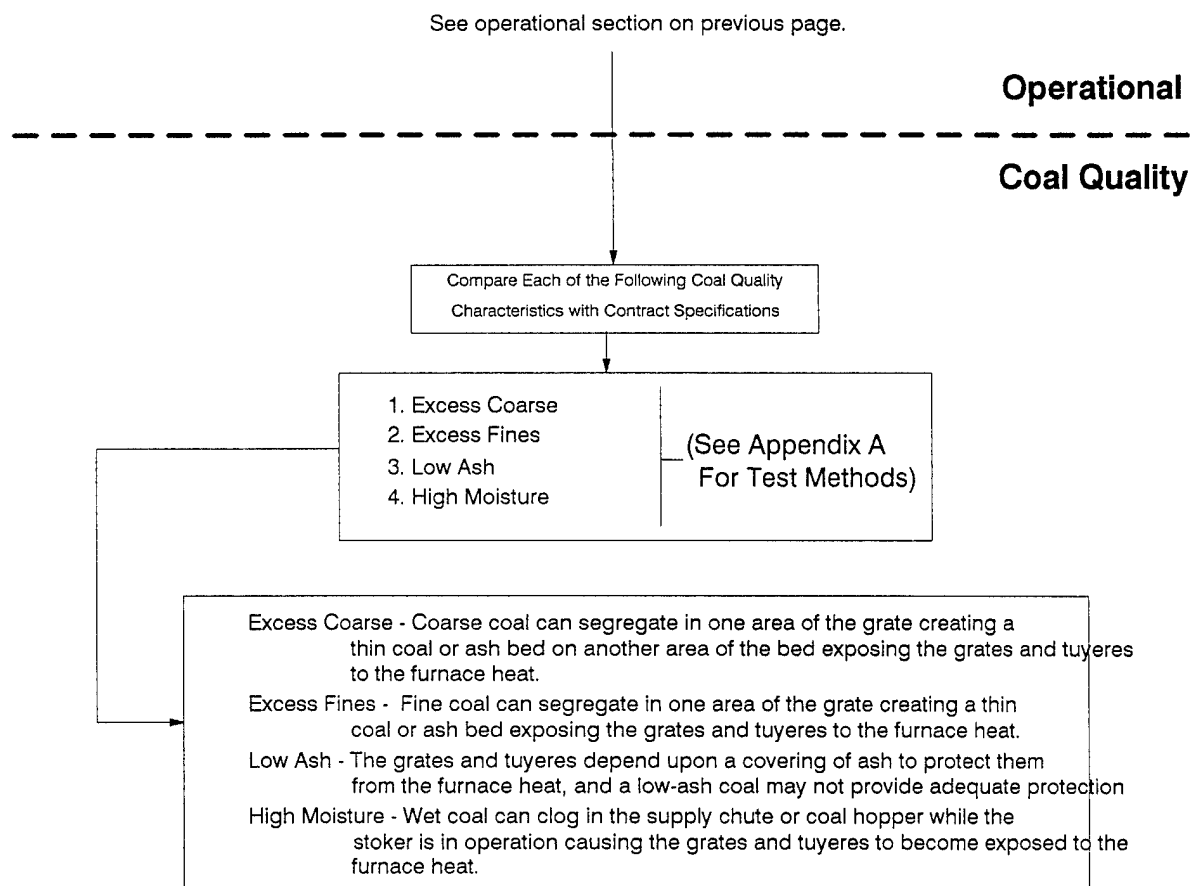 See operational section on previous page.
Operational
Coal Quality
Compare Each of the Following Coal Quality
Characteristics with Contract Specifications
1. Excess Coarse
2. Excess Fines
3. Low Ash
4. High Moisture
(See Appendix A
For Test Methods)
Excess Coarse - Coarse coal can segregate in one area of the grate creating a
thin coal or ash bed on another area of the bed exposing the grates and tuyeres
to the furnace heat.
Excess Fines - Fine coal can segregate in one area of the grate creating a thin
coal or ash bed exposing the grates and tuyeres to the furnace heat.
Low Ash - The grates and tuyeres depend upon a covering of ash to protect them
from the furnace heat, and a low-ash coal may not provide adequate protection
High Moisture - Wet coal can clog in the supply chute or coal hopper while the
stoker is in operation causing the grates and tuyeres to become exposed to the
furnace heat.